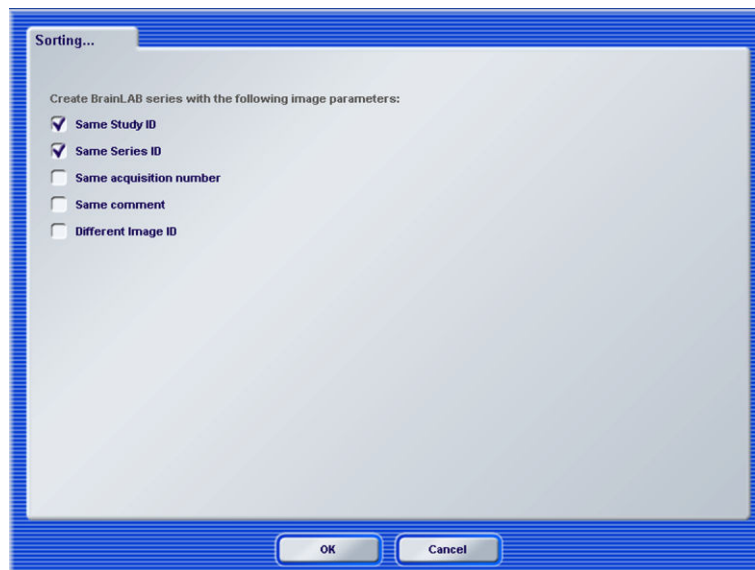 Sorting...
Create BrainLAB series with the following image parameters:
Same Study ID
Same Series ID
Same acquisition number
Same comment
Different Image ID
OK
Cancel